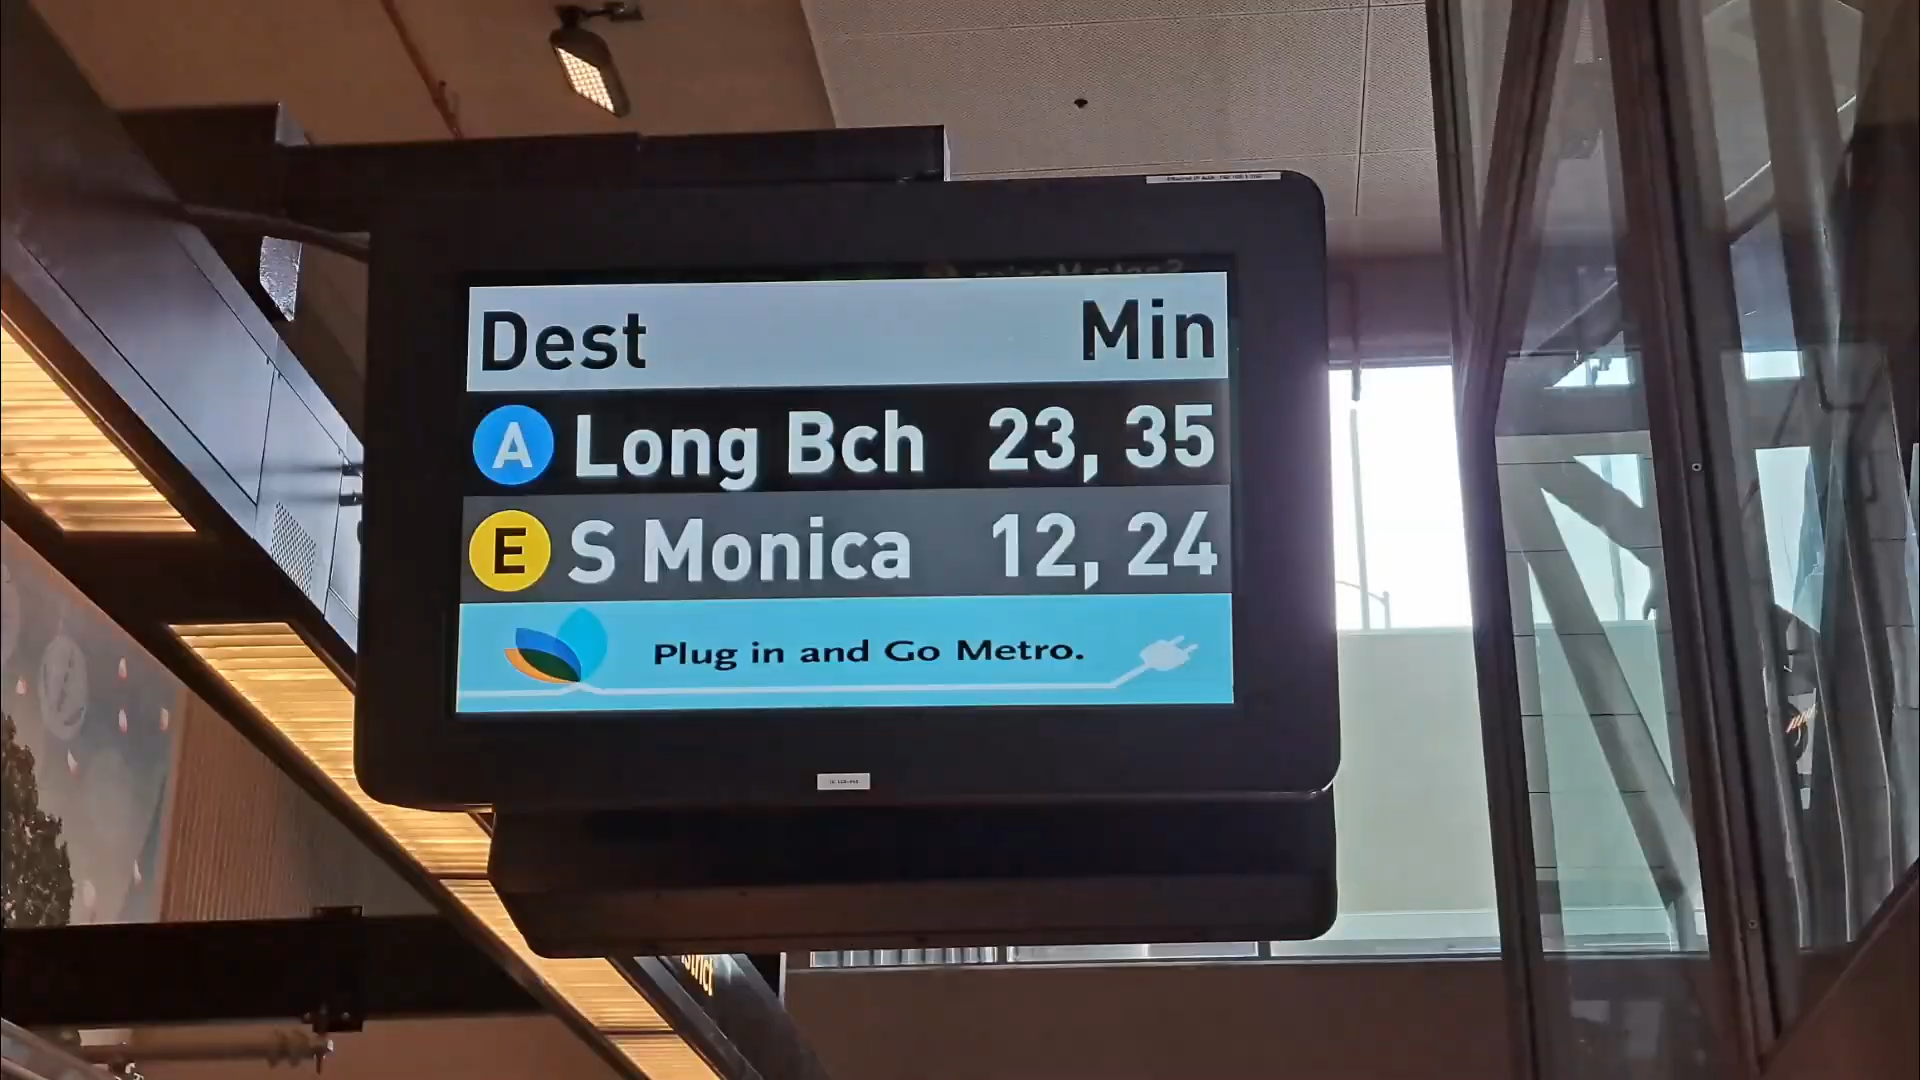 Dest Min
A Long Bch 23, 35
E S Monica 12, 24
Plug in and Go Metro.